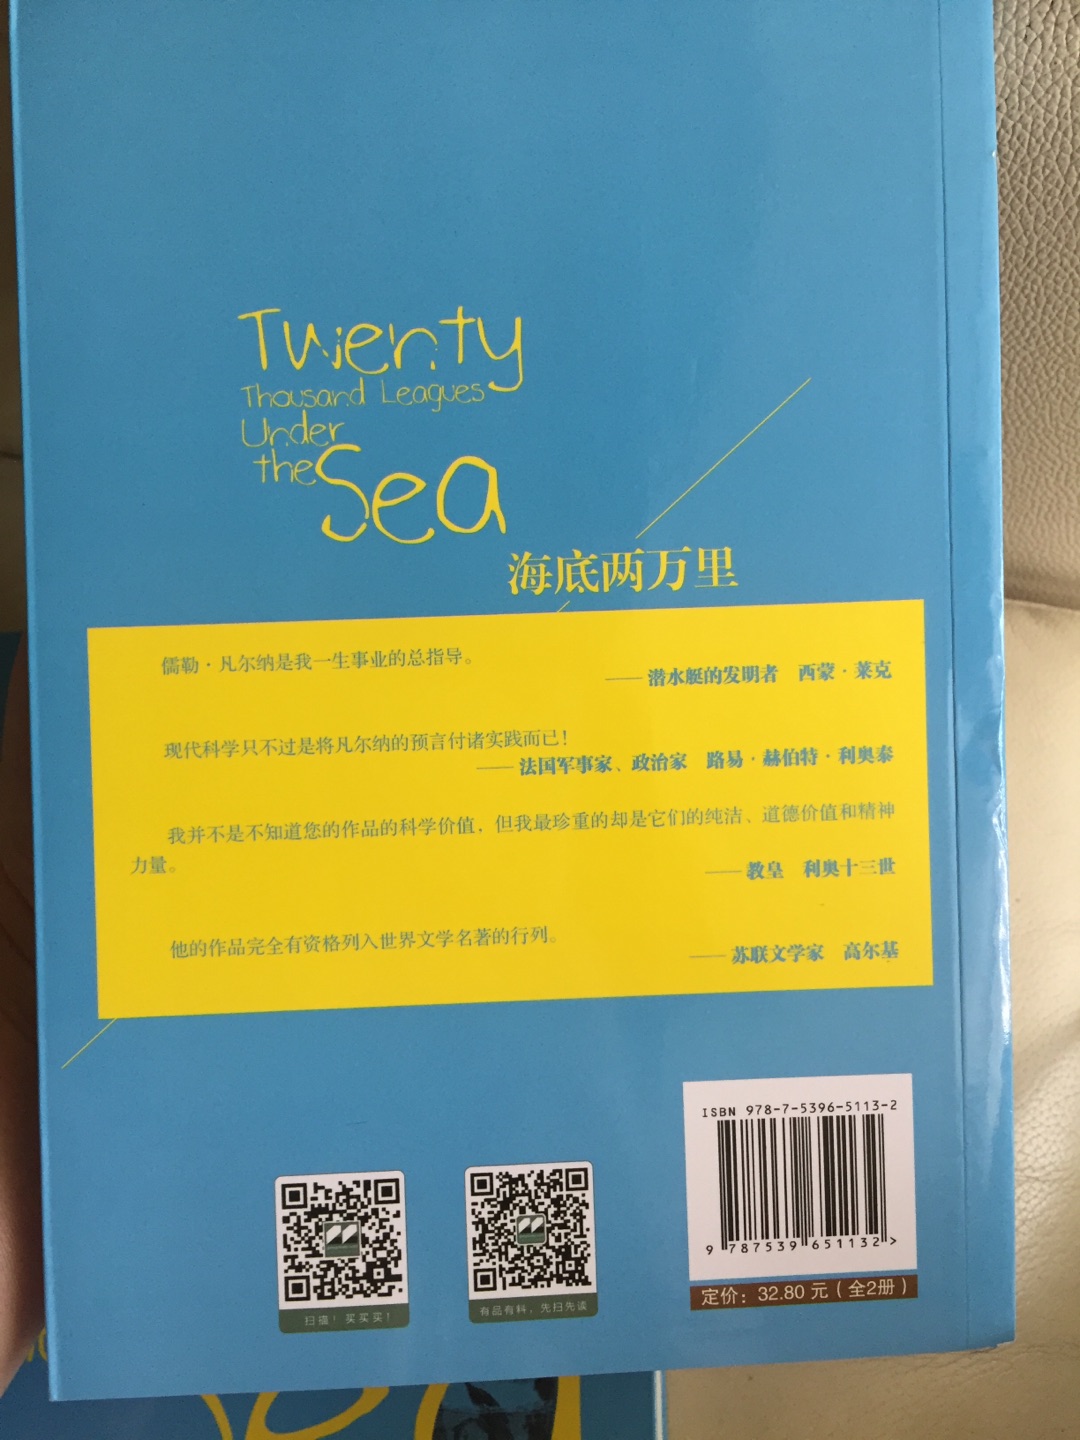 Twenty
Thousand Leagues
Under
the Sea
海底两万里
儒勒·凡尔纳是我一生事业的总指导。
——潜水艇的发明者 西蒙·莱克
现代科学只不过是将凡尔纳的预言付诸实践而已！
——法国军事家、政治家 路易·赫伯特·利奥泰
我并不是不知道您的作品的科学价值，但我最珍重的却是它们的纯洁、道德价值和精神
力量。
——教皇 利奥十三世
他的作品完全有资格列入世界文学名著的行列。
——苏联文学家 高尔基
ISBN 978-7-5396-5113-2
9 787539 651132 >
定价：32.80 元（全2册）
扫描！买买买！
有品有料，先扫先读